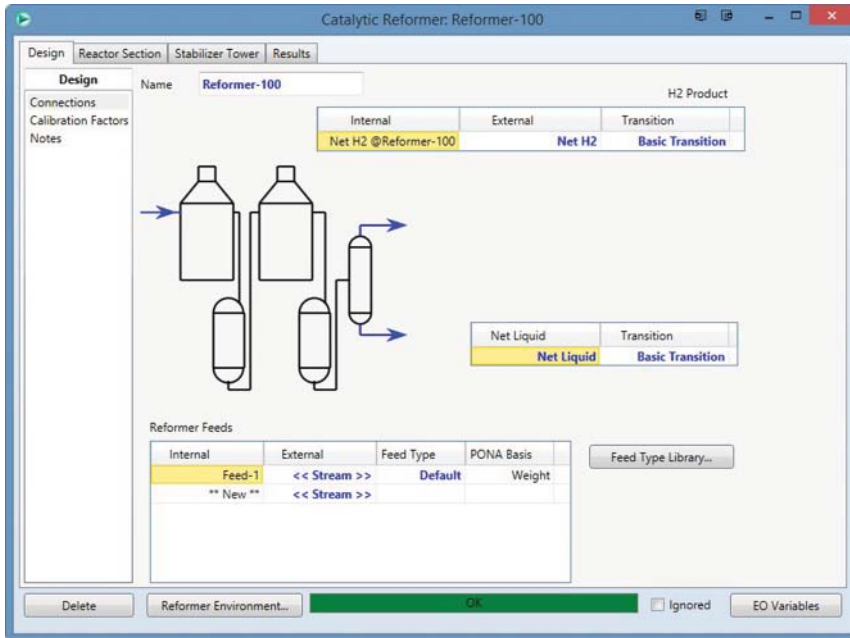 Catalytic Reformer: Reformer-100
Design Reactor Section Stabilizer Tower Results
Design
Connections
Calibration Factors
Notes
Name Reformer-100
H2 Product
Internal External Transition
Net H2 @Reformer-100 Net H2 Basic Transition
Net Liquid Transition
Net Liquid Basic Transition
Reformer Feeds
Internal External Feed Type PONA Basis
Feed-1 << Stream >> Default Weight
** New ** << Stream >>
Feed Type Library...
Delete Reformer Environment... OK Ignored EO Variables